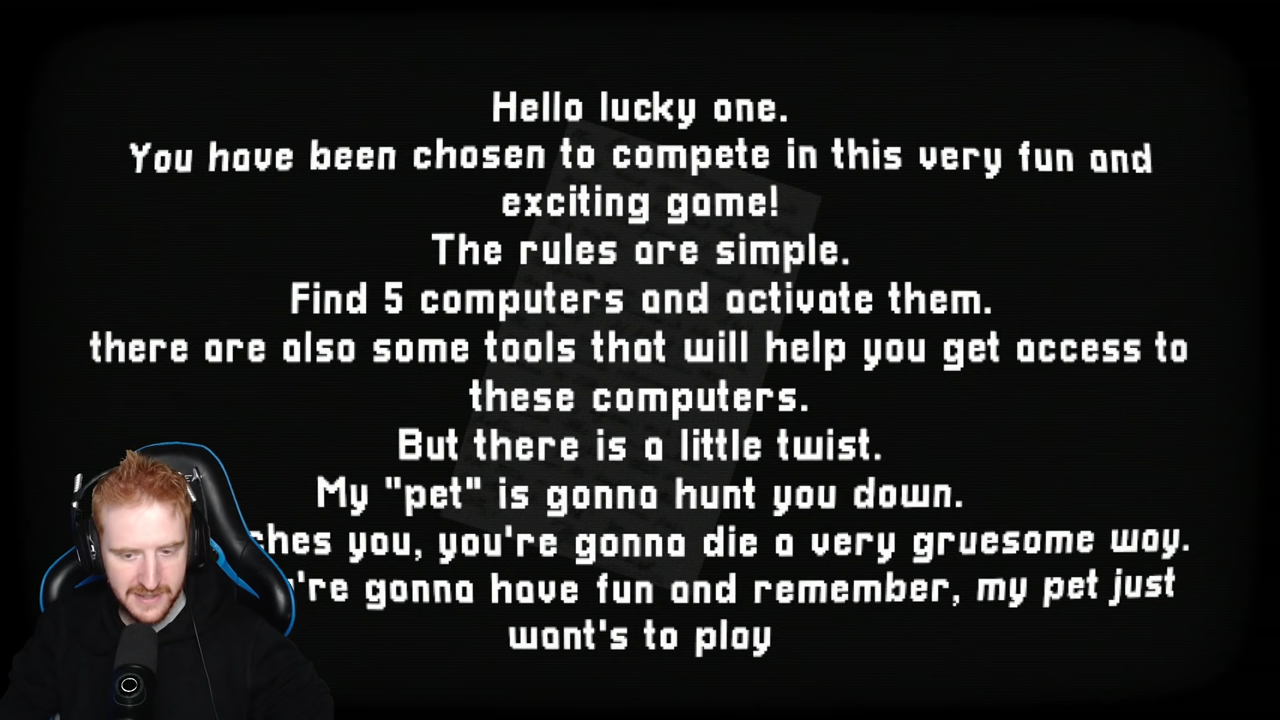 Hello lucky one.
You have been chosen to compete in this very fun and
exciting game!
The rules are simple.
Find 5 computers and activate them.
there are also some tools that will help you get access to
these computers.
But there is a little twist.
My "pet" is gonna hunt you down.
you, you're gonna die a very gruesome way.
gonna have fun and remember, my pet just
want's to play